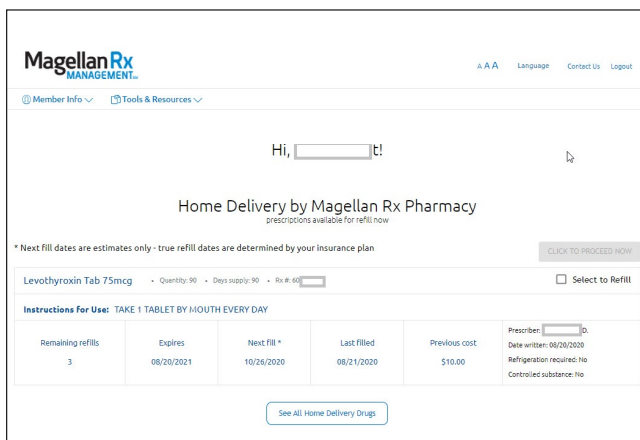 MagellanRx
MANAGEMENT
A A A Language Contact Us Logout
Member Info Tools & Resources
Hi, t!
Home Delivery by Magellan Rx Pharmacy
prescriptions available for refill now
* Next fill dates are estimates only - true refill dates are determined by your insurance plan
CLICK TO PROCEED NOW
Levothyroxin Tab 75mcg • Quantity: 90 • Days supply: 90 • Rx #: 60
Select to Refill
Instructions for Use: TAKE 1 TABLET BY MOUTH EVERY DAY
Remaining refills Expires Next fill * Last filled Previous cost
3 08/20/2021 10/26/2020 08/21/2020 $10.00
Prescriber: D.
Date written: 08/20/2020
Refrigeration required: No
Controlled substance: No
See All Home Delivery Drugs